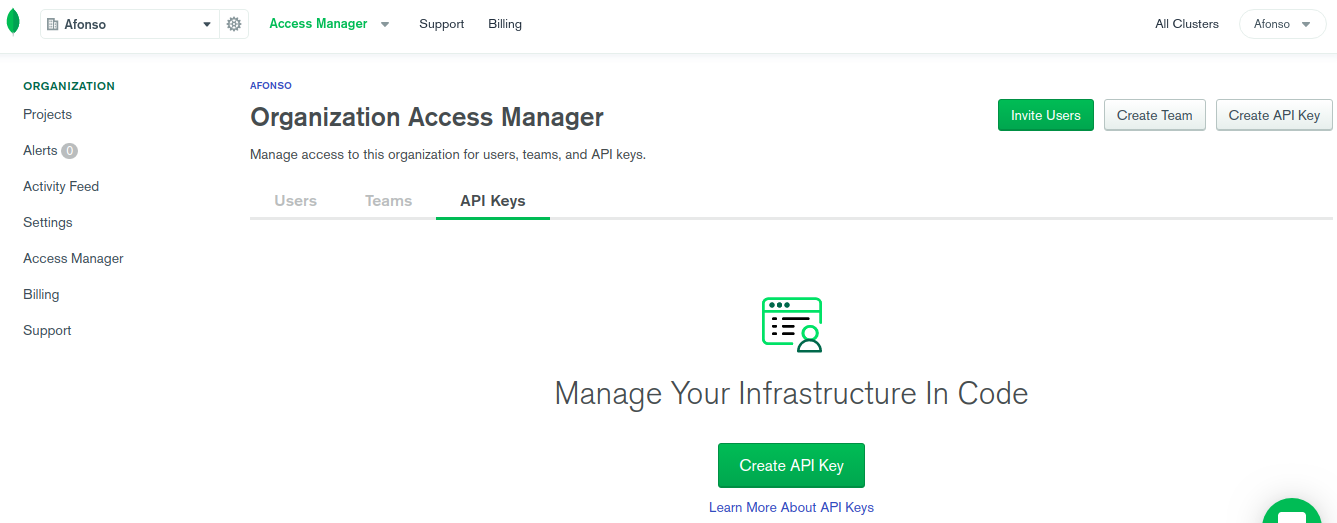 Afonso
Access Manager
Support
Billing
All Clusters
Afonso
ORGANIZATION
Projects
Alerts 0
Activity Feed
Settings
Access Manager
Billing
Support
AFONSO
Organization Access Manager
Invite Users
Create Team
Create API Key
Manage access to this organization for users, teams, and API keys.
Users
Teams
API Keys
Manage Your Infrastructure In Code
Create API Key
Learn More About API Keys